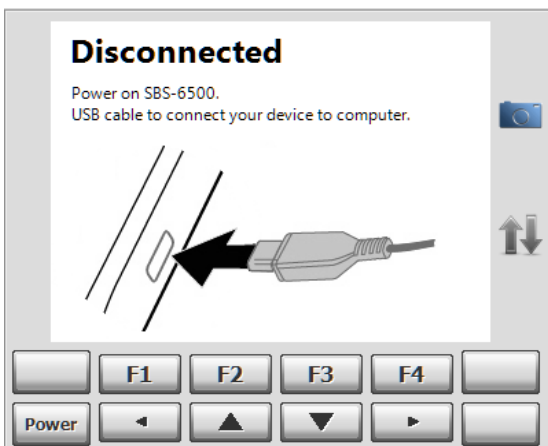 Disconnected
Power on SBS-6500.
USB cable to connect your device to computer.
F1 F2 F3 F4
Power